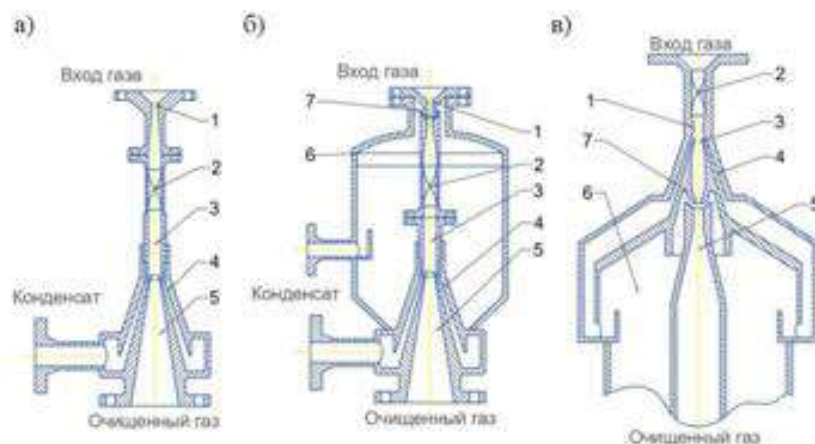 а)
Вход газа
1
2
3
4
5
Конденсат
Очищенный газ
б)
Вход газа
7
1
6
2
3
4
5
Конденсат
Очищенный газ
в)
Вход газа
2
1
3
7
4
6
5
Очищенный газ